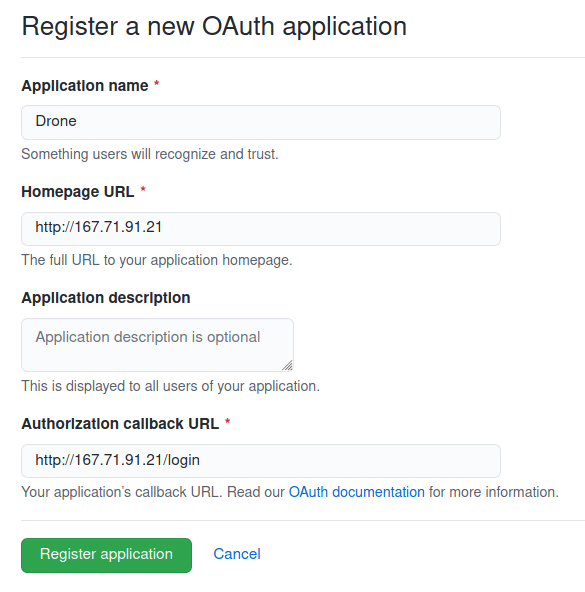 Register a new OAuth application
Application name *
Drone
Something users will recognize and trust.
Homepage URL *
http://167.71.91.21
The full URL to your application homepage.
Application description
Application description is optional
This is displayed to all users of your application.
Authorization callback URL *
http://167.71.91.21/login
Your application’s callback URL. Read our OAuth documentation for more information.
Register application Cancel